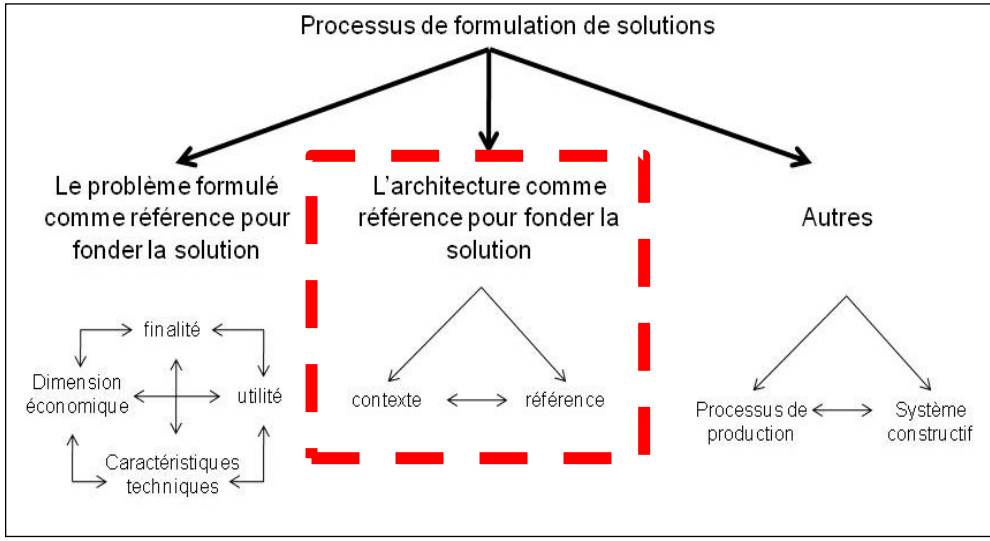 Processus de formulation de solutions
Le problème formulé
comme référence pour
fonder la solution
L'architecture comme
référence pour fonder la
solution
Autres
finalité
Dimension
économique
utilité
Caractéristiques
techniques
contexte
référence
Processus de
production
Système
constructif